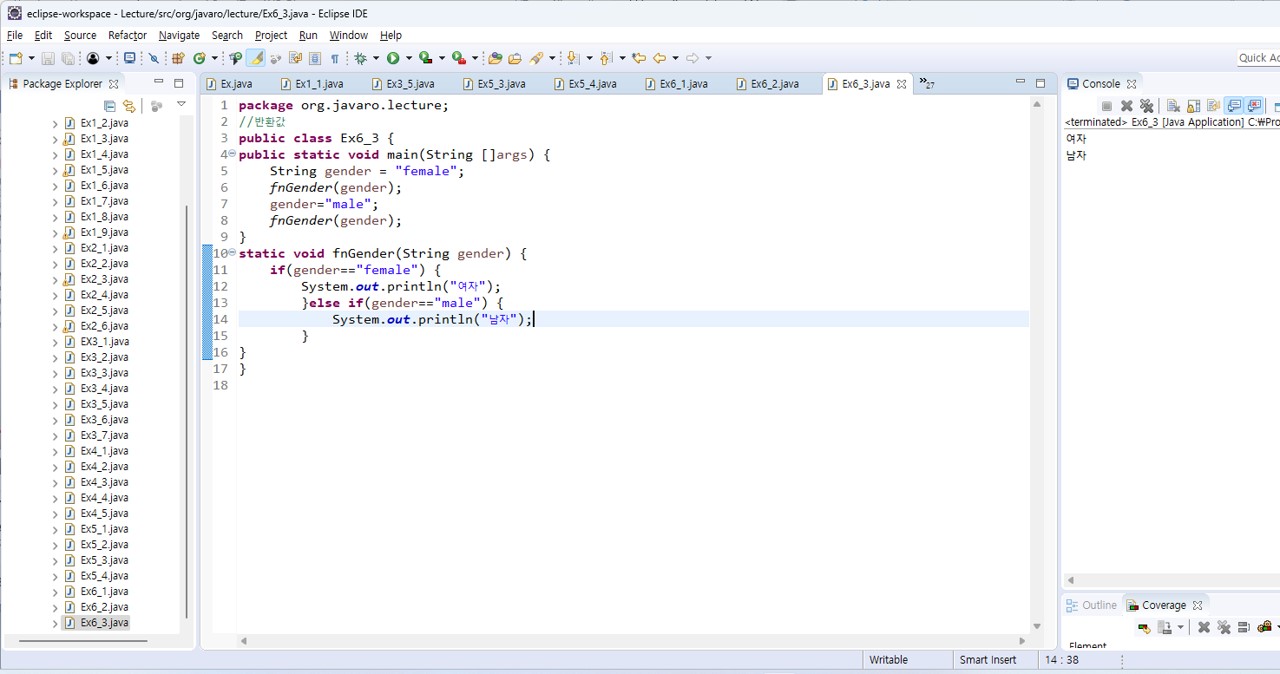 eclipse-workspace - Lecture/src/org/javaro/lecture/Ex6_3.java - Eclipse IDE
File Edit Source Refactor Navigate Search Project Run Window Help
Quick Ac
Package Explorer
Ex.java Ex1_1.java Ex3_5.java Ex5_3.java Ex5_4.java Ex6_1.java Ex6_2.java Ex6_3.java »27
Console
<terminated> Ex6_3 [Java Application] C:₩Pro
여자
남자
Ex1_2.java
Ex1_3.java
Ex1_4.java
Ex1_5.java
Ex1_6.java
Ex1_7.java
Ex1_8.java
Ex1_9.java
Ex2_1.java
Ex2_2.java
Ex2_3.java
Ex2_4.java
Ex2_5.java
Ex2_6.java
EX3_1.java
Ex3_2.java
Ex3_3.java
Ex3_4.java
Ex3_5.java
Ex3_6.java
Ex3_7.java
Ex4_1.java
Ex4_2.java
Ex4_3.java
Ex4_4.java
Ex4_5.java
Ex5_1.java
Ex5_2.java
Ex5_3.java
Ex5_4.java
Ex6_1.java
Ex6_2.java
Ex6_3.java
1 package org.javaro.lecture;
2 //반환값
3 public class Ex6_3 {
4 public static void main(String []args) {
5 String gender = "female";
6 fnGender(gender);
7 gender="male";
8 fnGender(gender);
9 }
10 static void fnGender(String gender) {
11 if(gender=="female") {
12 System.out.println("여자");
13 }else if(gender=="male") {
14 System.out.println("남자");
15 }
16 }
17 }
18
Outline Coverage
Element
Writable Smart Insert 14 : 38